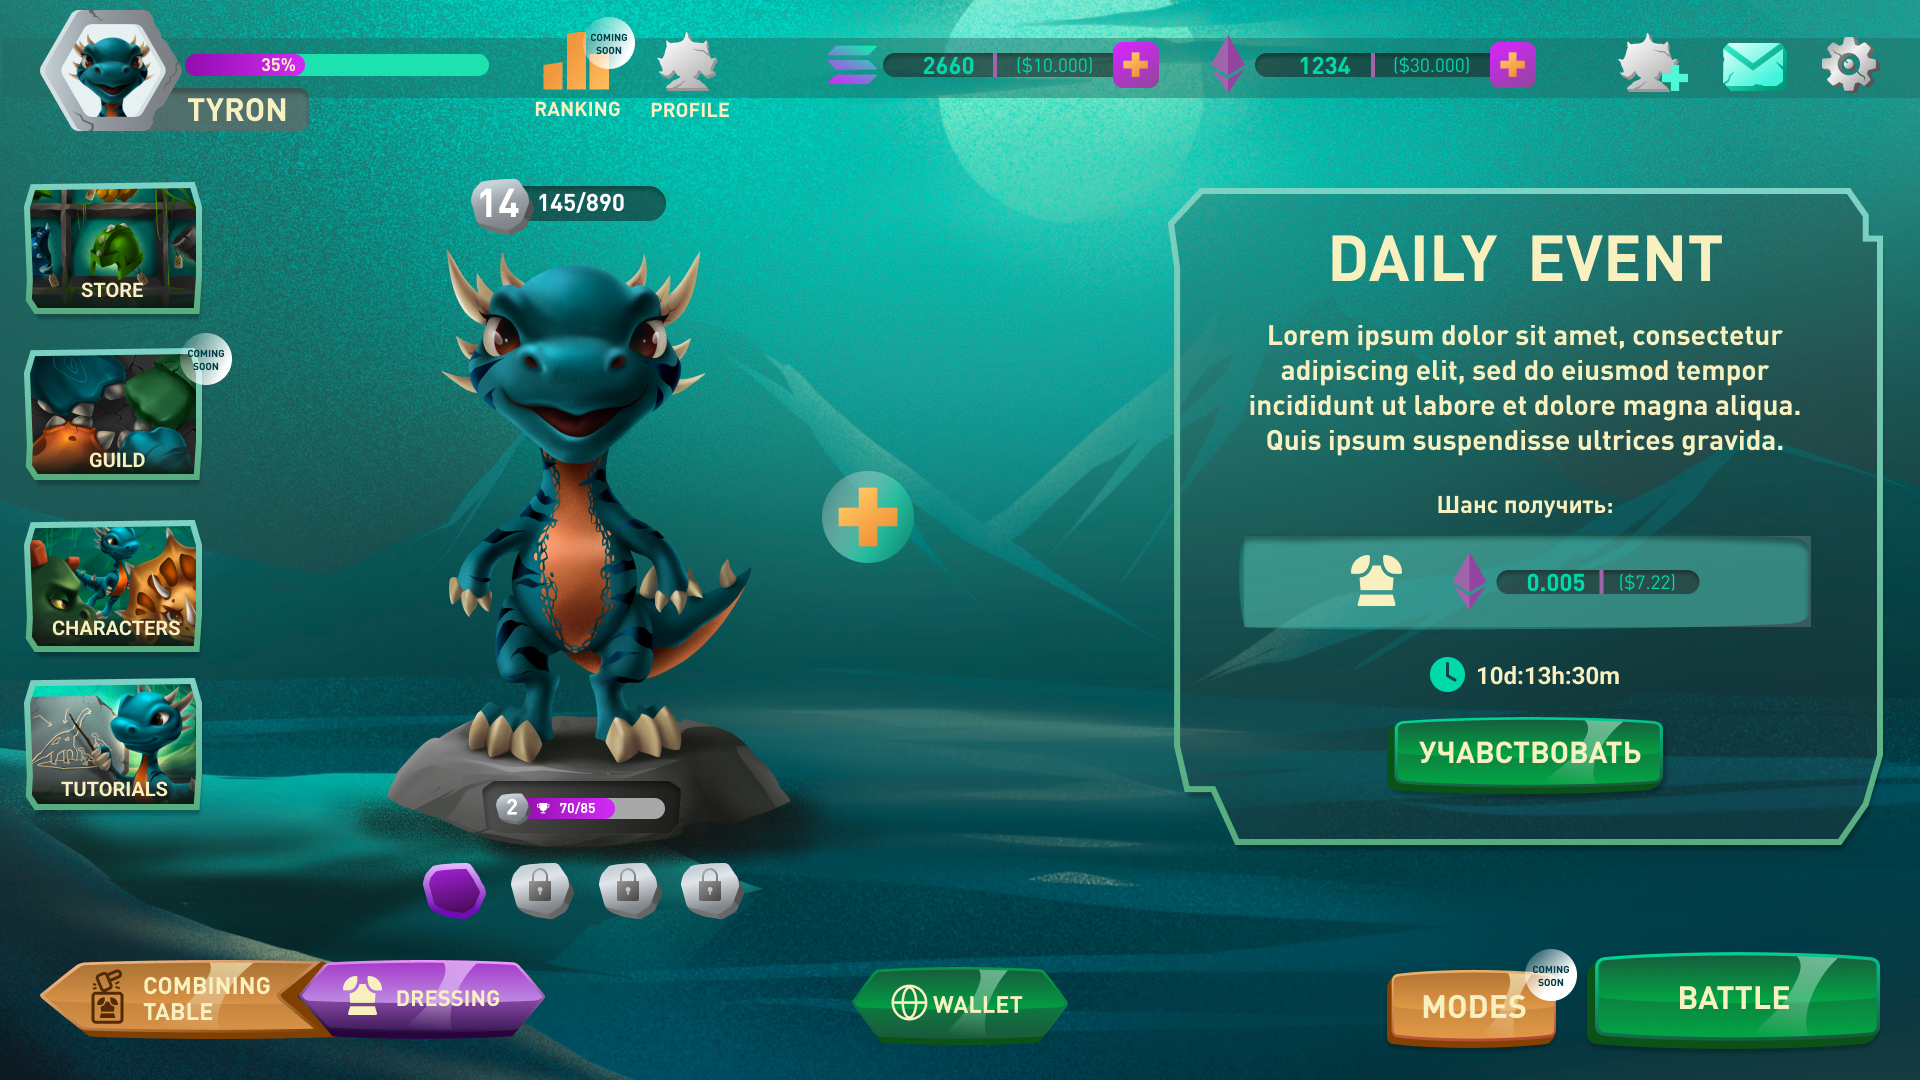 35%
TYRON
COMING
SOON
RANKING
PROFILE
2660
($10.000)
1234
($30.000)
STORE
COMING
SOON
GUILD
CHARACTERS
TUTORIALS
14
145/890
2
70/85
DAILY EVENT
Lorem ipsum dolor sit amet, consectetur
adipiscing elit, sed do eiusmod tempor
incididunt ut labore et dolore magna aliqua.
Quis ipsum suspendisse ultrices gravida.
Шанс получить:
0.005
($7.22)
10d:13h:30m
УЧАВСТВОВАТЬ
COMBINING
TABLE
DRESSING
WALLET
COMING
SOON
MODES
BATTLE